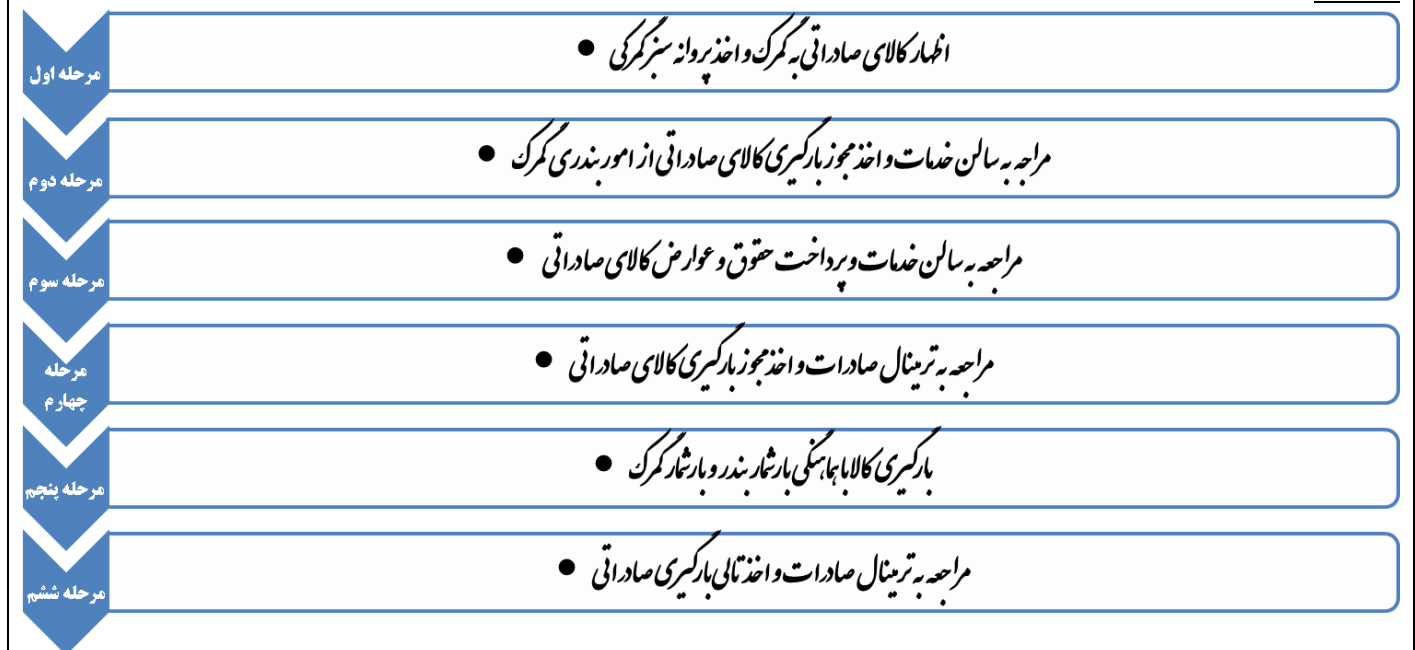 مرحله اول
اظهار کالای صادراتی به گمرک و اخذ پروانه سبز گمرکی
مرحله دوم
مراجه به سالن خدمات و اخذ مجوز بارگیری کالای صادراتی از امور بندری گمرک
مرحله سوم
مراجعه به سالن خدمات و پرداخت حقوق و عوارض کالای صادراتی
مرحله
چهارم
مراجعه به ترمینال صادرات و اخذ مجوز بارگیری کالای صادراتی
مرحله پنجم
بارگیری کالا با هماهنگی بارشمار بندر و بارشمار گمرک
مرحله ششم
مراجعه به ترمینال صادرات و اخذ تالی بارگیری صادراتی